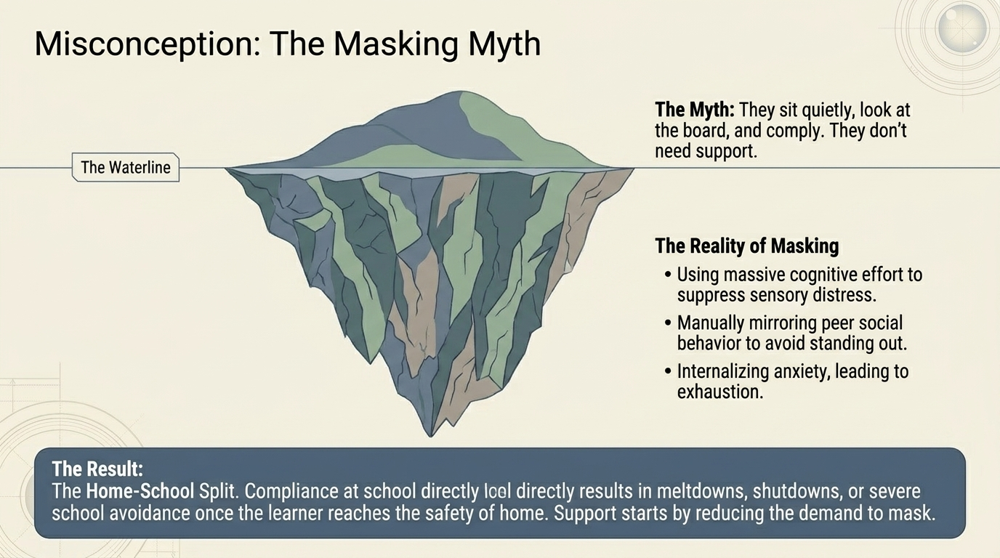 Misconception: The Masking Myth
The Waterline
The Myth: They sit quietly, look at
the board, and comply. They don't
need support.
The Reality of Masking
• Using massive cognitive effort to
suppress sensory distress.
• Manually mirroring peer social
behavior to avoid standing out.
• Internalizing anxiety, leading to
exhaustion.
The Result:
The Home-School Split. Compliance at school directly directly results in meltdowns, shutdowns, or severe
school avoidance once the learner reaches the safety of home. Support starts by reducing the demand to mask.